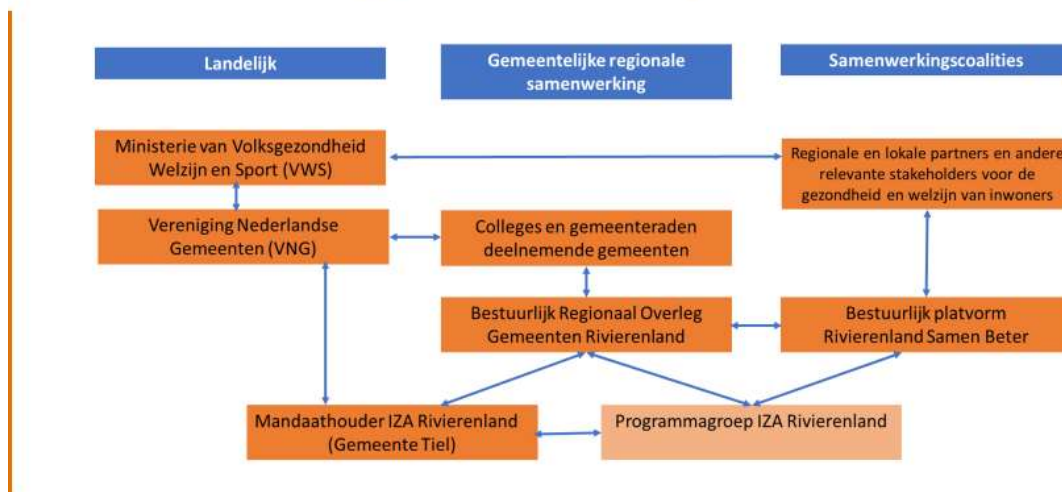 Landelijk
Gemeentelijke regionale
samenwerking
Samenwerkingscoalities
Ministerie van Volksgezondheid
Welzijn en Sport (VWS)
Regionale en lokale partners en andere
relevante stakeholders voor de
gezondheid en welzijn van inwoners
Vereniging Nederlandse
Gemeenten (VNG)
Colleges en gemeenteraden
deelnemende gemeenten
Bestuurlijk Regionaal Overleg
Gemeenten Rivierenland
Bestuurlijk platvorm
Rivierenland Samen Beter
Mandaathouder IZA Rivierenland
(Gemeente Tiel)
Programmagroep IZA Rivierenland